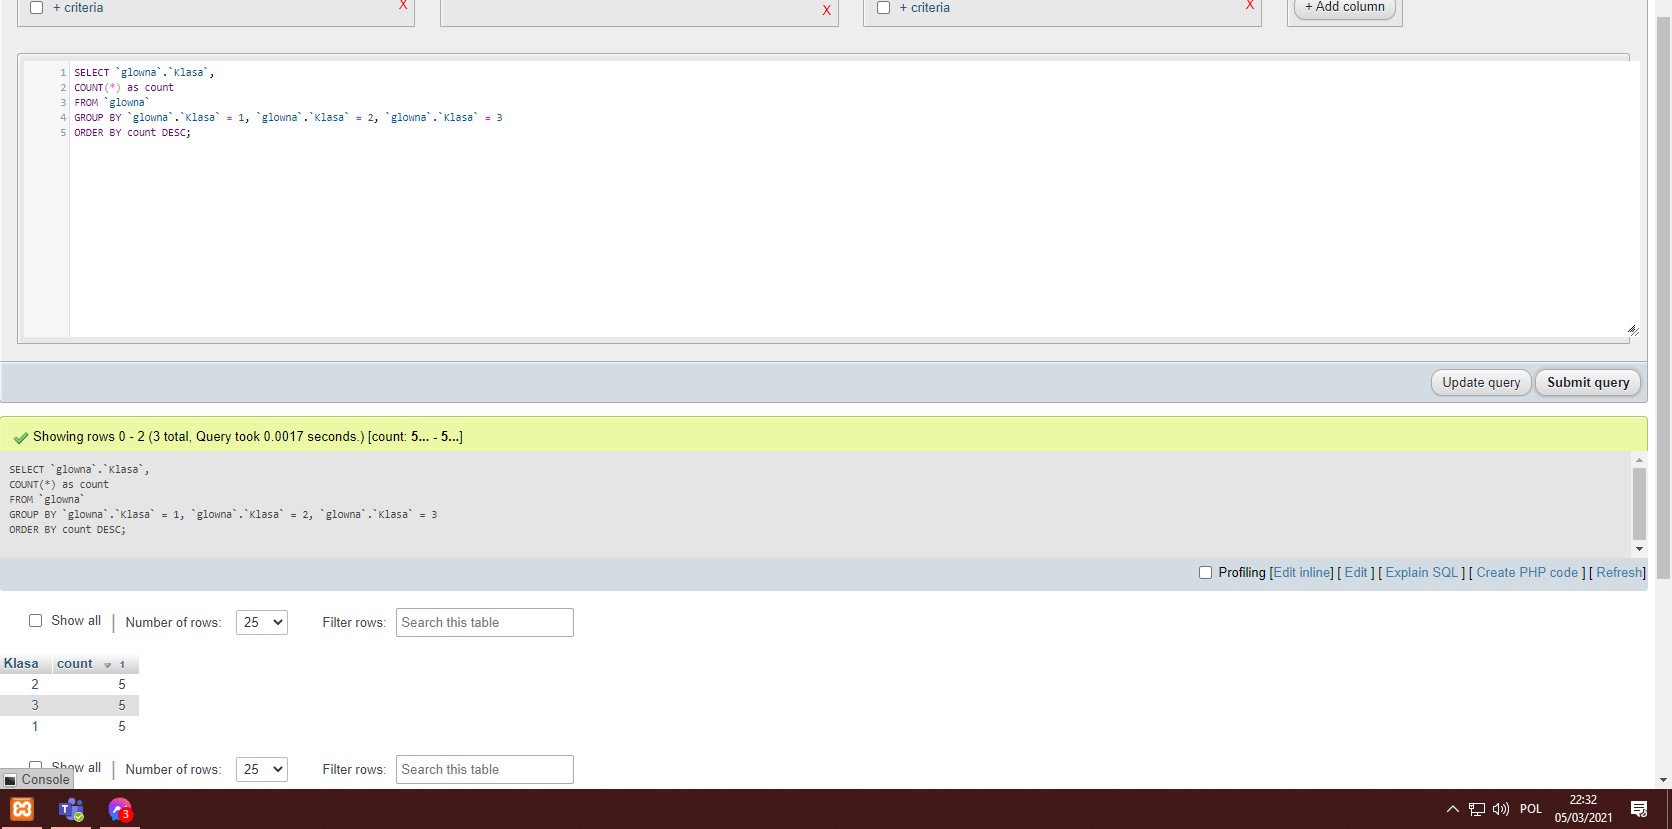 + criteria X
X
+ criteria X
+ Add column
1 SELECT `glowna`.`Klasa`,
2 COUNT(*) as count
3 FROM `glowna`
4 GROUP BY `glowna`.`Klasa` = 1, `glowna`.`Klasa` = 2, `glowna`.`Klasa` = 3
5 ORDER BY count DESC;
Update query Submit query
Showing rows 0 - 2 (3 total, Query took 0.0017 seconds.) [count: 5... - 5...]
SELECT `glowna`.`Klasa`,
COUNT(*) as count
FROM `glowna`
GROUP BY `glowna`.`Klasa` = 1, `glowna`.`Klasa` = 2, `glowna`.`Klasa` = 3
ORDER BY count DESC;
Profiling [Edit inline] [ Edit ] [ Explain SQL ] [ Create PHP code ] [ Refresh]
Show all | Number of rows: 25 Filter rows: Search this table
Klasa count 1
2 5
3 5
1 5
Show all | Number of rows: 25 Filter rows: Search this table
Console
T 3 POL 22:32
05/03/2021